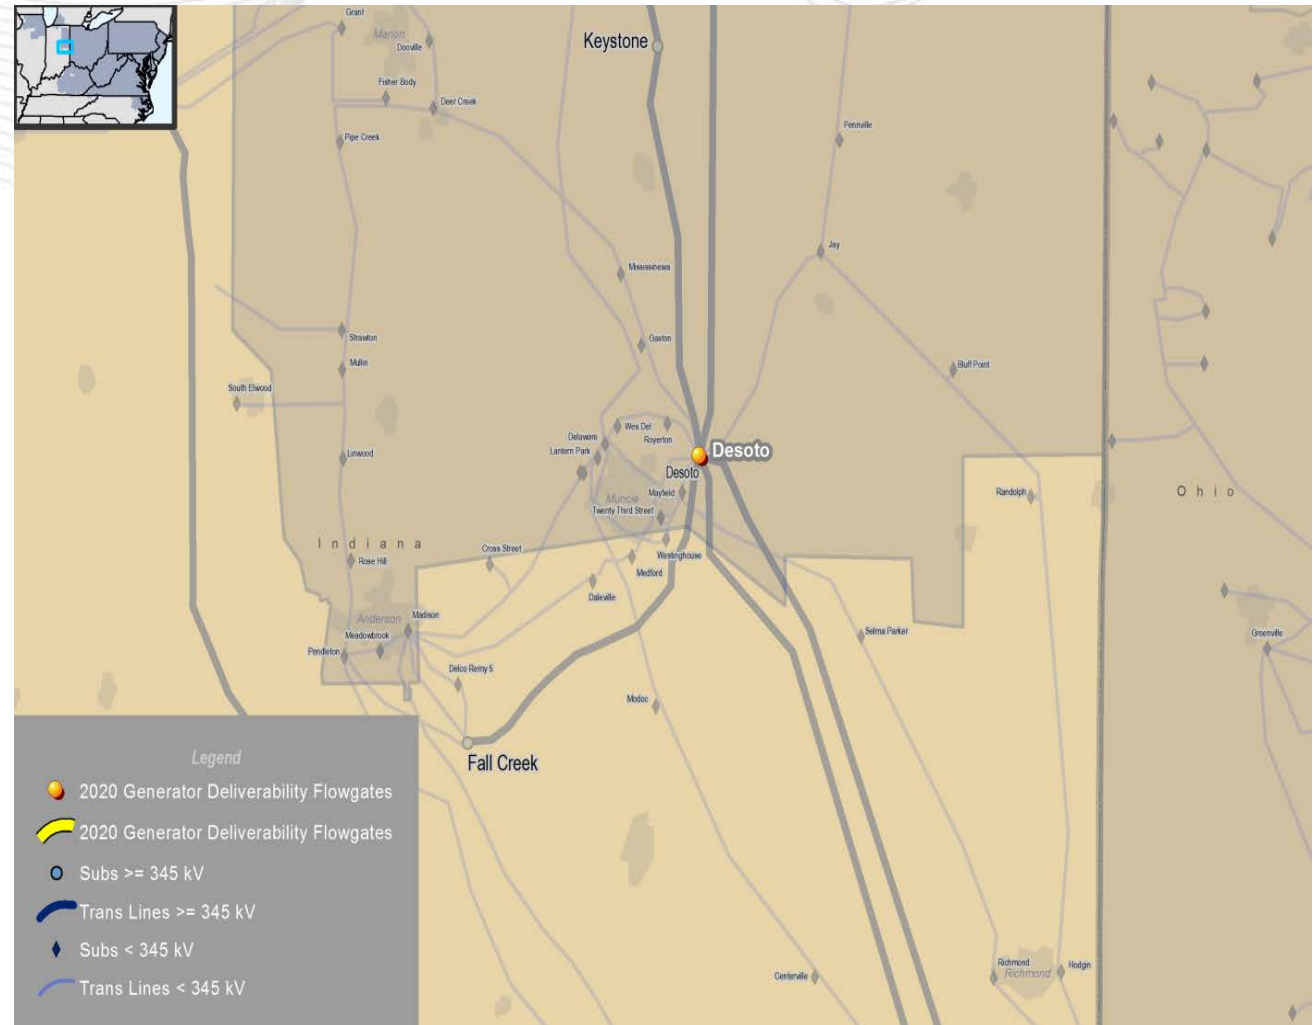 Grant
Marion
Dooville
Keystone
Fisher Body
Deer Creek
Pipe Creek
Pennville
Jay
Mississinewa
Strawton
Gaston
Mullin
Bluff Point
South Elwood
Wes Del
Delaware
Royerton
Lantern Park
Linwood
Desoto
Desoto
Mayfield
Muncie
Randolph
Ohio
Twenty Third Street
Indiana
Cross Street
Westinghouse
Rose Hill
Medford
Daleville
Anderson
Madison
Meadowbrook
Selma Parker
Greenville
Pendleton
Delco Remy 5
Modoc
Fall Creek
Legend
2020 Generator Deliverability Flowgates
2020 Generator Deliverability Flowgates
Subs >= 345 kV
Trans Lines >= 345 kV
Subs < 345 kV
Trans Lines < 345 kV
Centerville
Richmond
Richmond
Hodgin